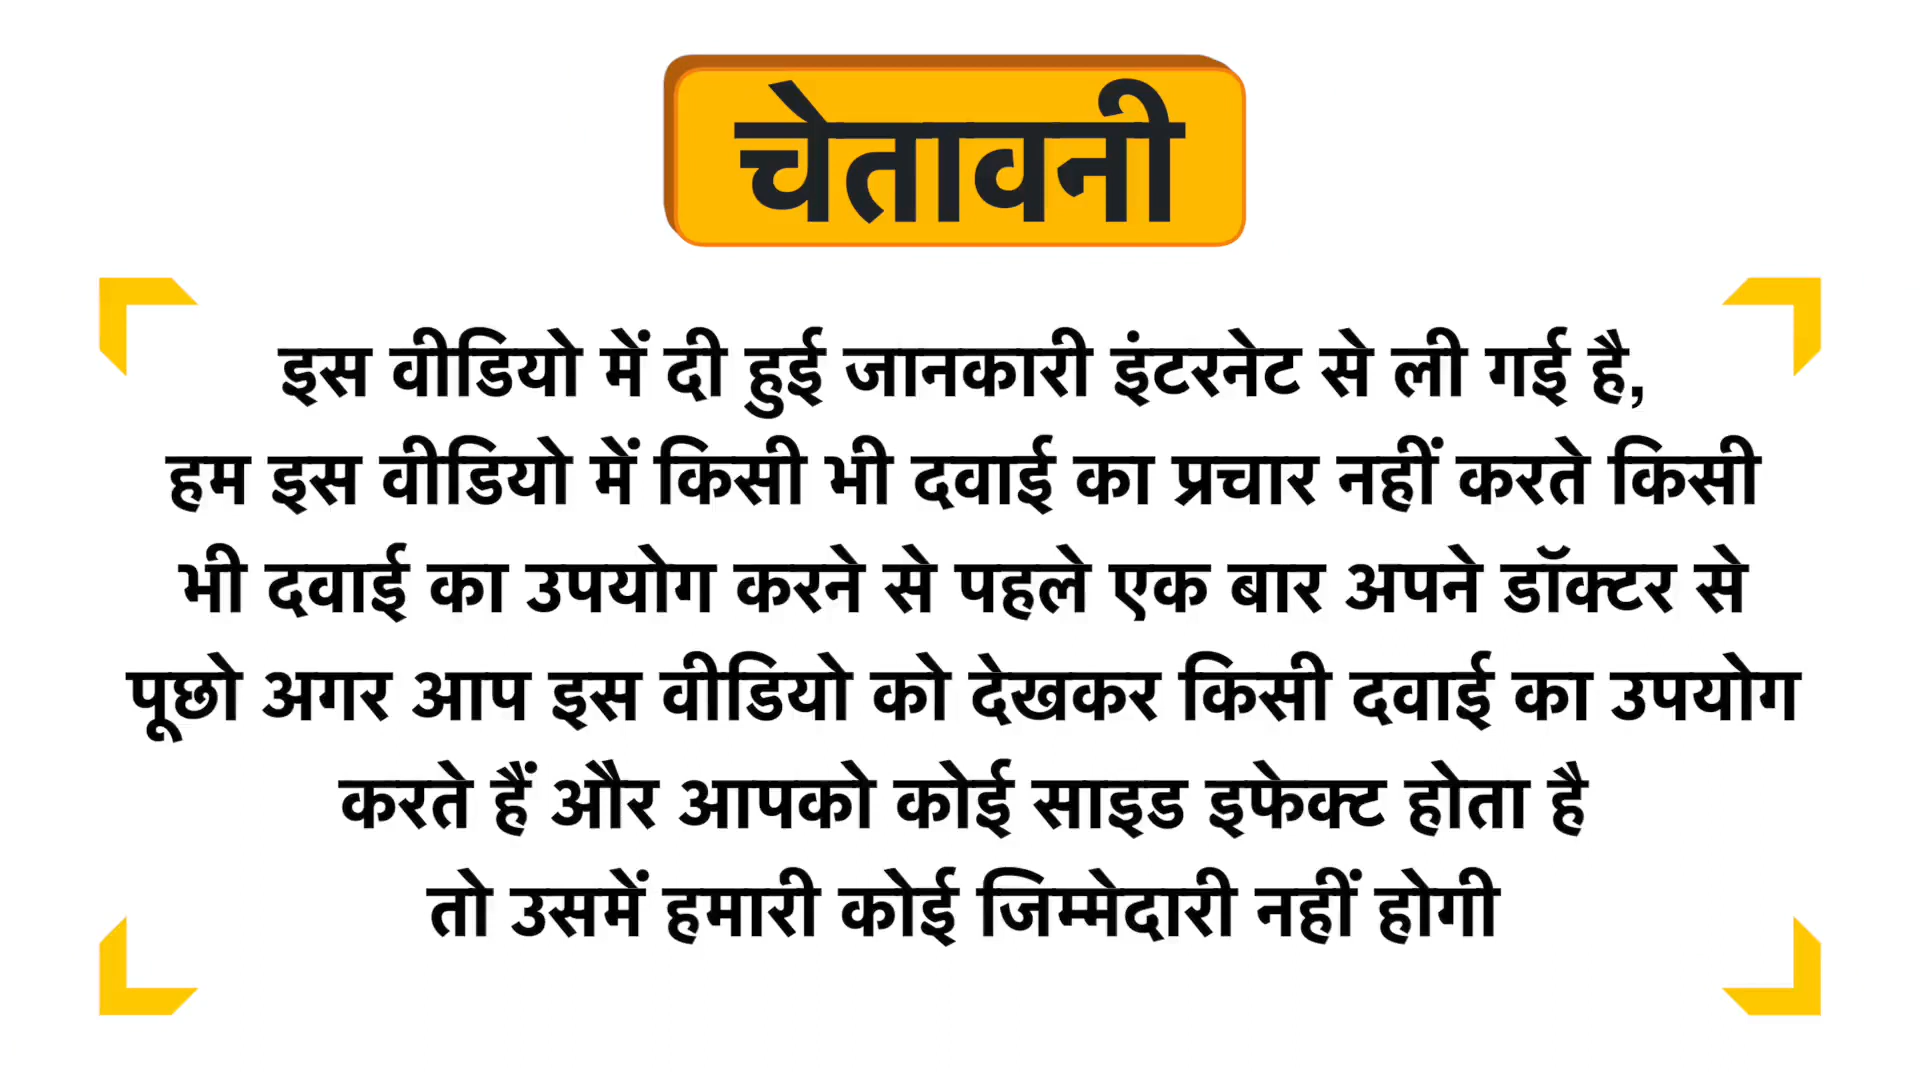 चेतावनी
इस वीडियो में दी हुई जानकारी इंटरनेट से ली गई है,
हम इस वीडियो में किसी भी दवाई का प्रचार नहीं करते किसी
भी दवाई का उपयोग करने से पहले एक बार अपने डॉक्टर से
पूछो अगर आप इस वीडियो को देखकर किसी दवाई का उपयोग
करते हैं और आपको कोई साइड इफेक्ट होता है
तो उसमें हमारी कोई जिम्मेदारी नहीं होगी